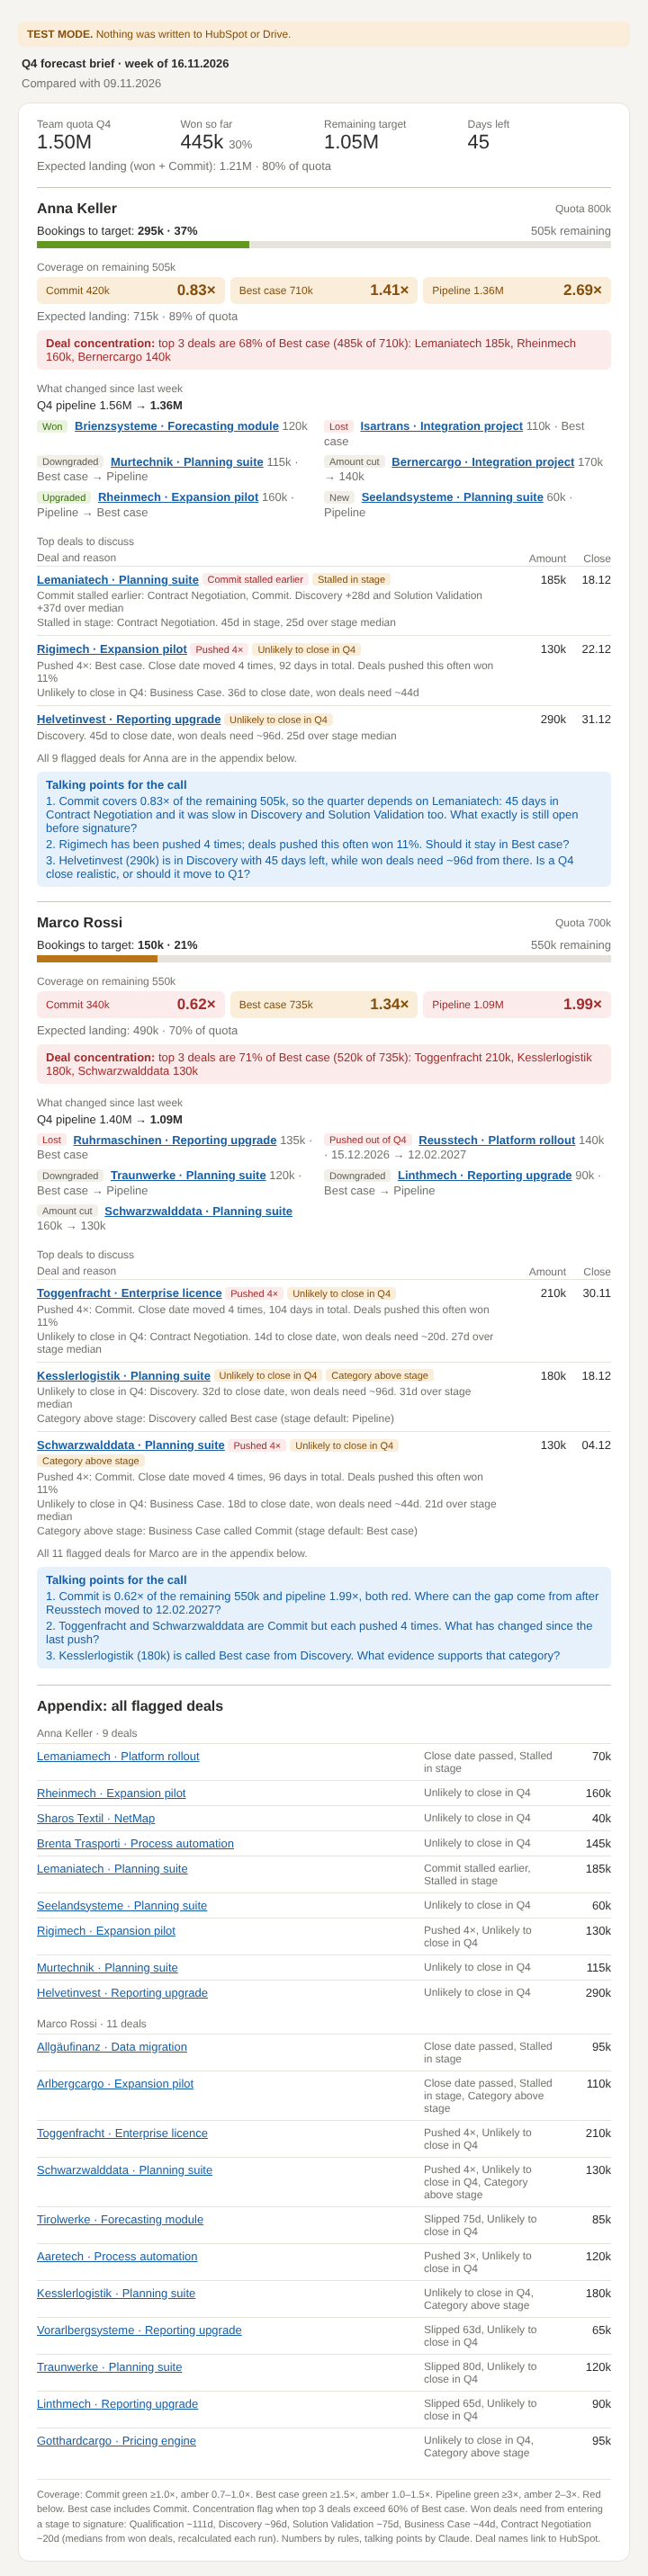 TEST MODE. Nothing was written to HubSpot or Drive.
Q4 forecast brief · week of 16.11.2026
Compared with 09.11.2026
Team quota Q4
Won so far
Remaining target
Days left
1.50M
445k 30%
1.05M
45
Expected landing (won + Commit): 1.21M · 80% of quota
Anna Keller
Quota 800k
Bookings to target: 295k · 37%
505k remaining
Coverage on remaining 505k
Commit 420k 0.83×
Best case 710k 1.41×
Pipeline 1.36M 2.69×
Expected landing: 715k · 89% of quota
Deal concentration: top 3 deals are 68% of Best case (485k of 710k): Lemaniatech 185k, Rheinmech
160k, Bernercargo 140k
What changed since last week
Q4 pipeline 1.56M → 1.36M
Won Brienzsysteme · Forecasting module 120k
Lost Isartrans · Integration project 110k · Best
case
Downgraded Murtechnik · Planning suite 115k ·
Best case → Pipeline
Amount cut Bernercargo · Integration project 170k
→ 140k
Upgraded Rheinmech · Expansion pilot 160k ·
Pipeline → Best case
New Seelandsysteme · Planning suite 60k ·
Pipeline
Top deals to discuss
Deal and reason
Amount
Close
Lemaniatech · Planning suite Commit stalled earlier Stalled in stage
185k
18.12
Commit stalled earlier: Contract Negotiation, Commit. Discovery +28d and Solution Validation
+37d over median
Stalled in stage: Contract Negotiation. 45d in stage, 25d over stage median
Rigimech · Expansion pilot Pushed 4× Unlikely to close in Q4
130k
22.12
Pushed 4×: Best case. Close date moved 4 times, 92 days in total. Deals pushed this often won
11%
Unlikely to close in Q4: Business Case. 36d to close date, won deals need ~44d
Helvetinvest · Reporting upgrade Unlikely to close in Q4
290k
31.12
Discovery. 45d to close date, won deals need ~96d. 25d over stage median
All 9 flagged deals for Anna are in the appendix below.
Talking points for the call
1. Commit covers 0.83× of the remaining 505k, so the quarter depends on Lemaniatech: 45 days in
Contract Negotiation and it was slow in Discovery and Solution Validation too. What exactly is still open
before signature?
2. Rigimech has been pushed 4 times; deals pushed this often won 11%. Should it stay in Best case?
3. Helvetinvest (290k) is in Discovery with 45 days left, while won deals need ~96d from there. Is a Q4
close realistic, or should it move to Q1?
Marco Rossi
Quota 700k
Bookings to target: 150k · 21%
550k remaining
Coverage on remaining 550k
Commit 340k 0.62×
Best case 735k 1.34×
Pipeline 1.09M 1.99×
Expected landing: 490k · 70% of quota
Deal concentration: top 3 deals are 71% of Best case (520k of 735k): Toggenfracht 210k, Kesslerlogistik
180k, Schwarzwalddata 130k
What changed since last week
Q4 pipeline 1.40M → 1.09M
Lost Ruhrmaschinen · Reporting upgrade 135k ·
Best case
Pushed out of Q4 Reusstech · Platform rollout 140k
· 15.12.2026 → 12.02.2027
Downgraded Traunwerke · Planning suite 120k ·
Best case → Pipeline
Downgraded Linthmech · Reporting upgrade 90k ·
Best case → Pipeline
Amount cut Schwarzwalddata · Planning suite
160k → 130k
Top deals to discuss
Deal and reason
Amount
Close
Toggenfracht · Enterprise licence Pushed 4× Unlikely to close in Q4
210k
30.11
Pushed 4×: Commit. Close date moved 4 times, 104 days in total. Deals pushed this often won
11%
Unlikely to close in Q4: Contract Negotiation. 14d to close date, won deals need ~20d. 27d over
stage median
Kesslerlogistik · Planning suite Unlikely to close in Q4 Category above stage
180k
18.12
Unlikely to close in Q4: Discovery. 32d to close date, won deals need ~96d. 31d over stage
median
Category above stage: Discovery called Best case (stage default: Pipeline)
Schwarzwalddata · Planning suite Pushed 4× Unlikely to close in Q4
Category above stage
130k
04.12
Pushed 4×: Commit. Close date moved 4 times, 96 days in total. Deals pushed this often won
11%
Unlikely to close in Q4: Business Case. 18d to close date, won deals need ~44d. 21d over stage
median
Category above stage: Business Case called Commit (stage default: Best case)
All 11 flagged deals for Marco are in the appendix below.
Talking points for the call
1. Commit is 0.62× of the remaining 550k and pipeline 1.99×, both red. Where can the gap come from after
Reusstech moved to 12.02.2027?
2. Toggenfracht and Schwarzwalddata are Commit but each pushed 4 times. What has changed since the
last push?
3. Kesslerlogistik (180k) is called Best case from Discovery. What evidence supports that category?
Appendix: all flagged deals
Anna Keller · 9 deals
Lemaniamech · Platform rollout
Close date passed, Stalled
in stage
70k
Rheinmech · Expansion pilot
Unlikely to close in Q4
160k
Sharos Textil · NetMap
Unlikely to close in Q4
40k
Brenta Trasporti · Process automation
Unlikely to close in Q4
145k
Lemaniatech · Planning suite
Commit stalled earlier,
Stalled in stage
185k
Seelandsysteme · Planning suite
Unlikely to close in Q4
60k
Rigimech · Expansion pilot
Pushed 4×, Unlikely to
close in Q4
130k
Murtechnik · Planning suite
Unlikely to close in Q4
115k
Helvetinvest · Reporting upgrade
Unlikely to close in Q4
290k
Marco Rossi · 11 deals
Allgäufinanz · Data migration
Close date passed, Stalled
in stage
95k
Arlbergcargo · Expansion pilot
Close date passed, Stalled
in stage, Category above
stage
110k
Toggenfracht · Enterprise licence
Pushed 4×, Unlikely to
close in Q4
210k
Schwarzwalddata · Planning suite
Pushed 4×, Unlikely to
close in Q4, Category
above stage
130k
Tirolwerke · Forecasting module
Slipped 75d, Unlikely to
close in Q4
85k
Aaretech · Process automation
Pushed 3×, Unlikely to
close in Q4
120k
Kesslerlogistik · Planning suite
Unlikely to close in Q4,
Category above stage
180k
Vorarlbergsysteme · Reporting upgrade
Slipped 63d, Unlikely to
close in Q4
65k
Traunwerke · Planning suite
Slipped 80d, Unlikely to
close in Q4
120k
Linthmech · Reporting upgrade
Slipped 65d, Unlikely to
close in Q4
90k
Gotthardcargo · Pricing engine
Unlikely to close in Q4,
Category above stage
95k
Coverage: Commit green ≥1.0×, amber 0.7–1.0×. Best case green ≥1.5×, amber 1.0–1.5×. Pipeline green ≥3×, amber 2–3×. Red
below. Best case includes Commit. Concentration flag when top 3 deals exceed 60% of Best case. Won deals need from entering
a stage to signature: Qualification ~111d, Discovery ~96d, Solution Validation ~75d, Business Case ~44d, Contract Negotiation
~20d (medians from won deals, recalculated each run). Numbers by rules, talking points by Claude. Deal names link to HubSpot.